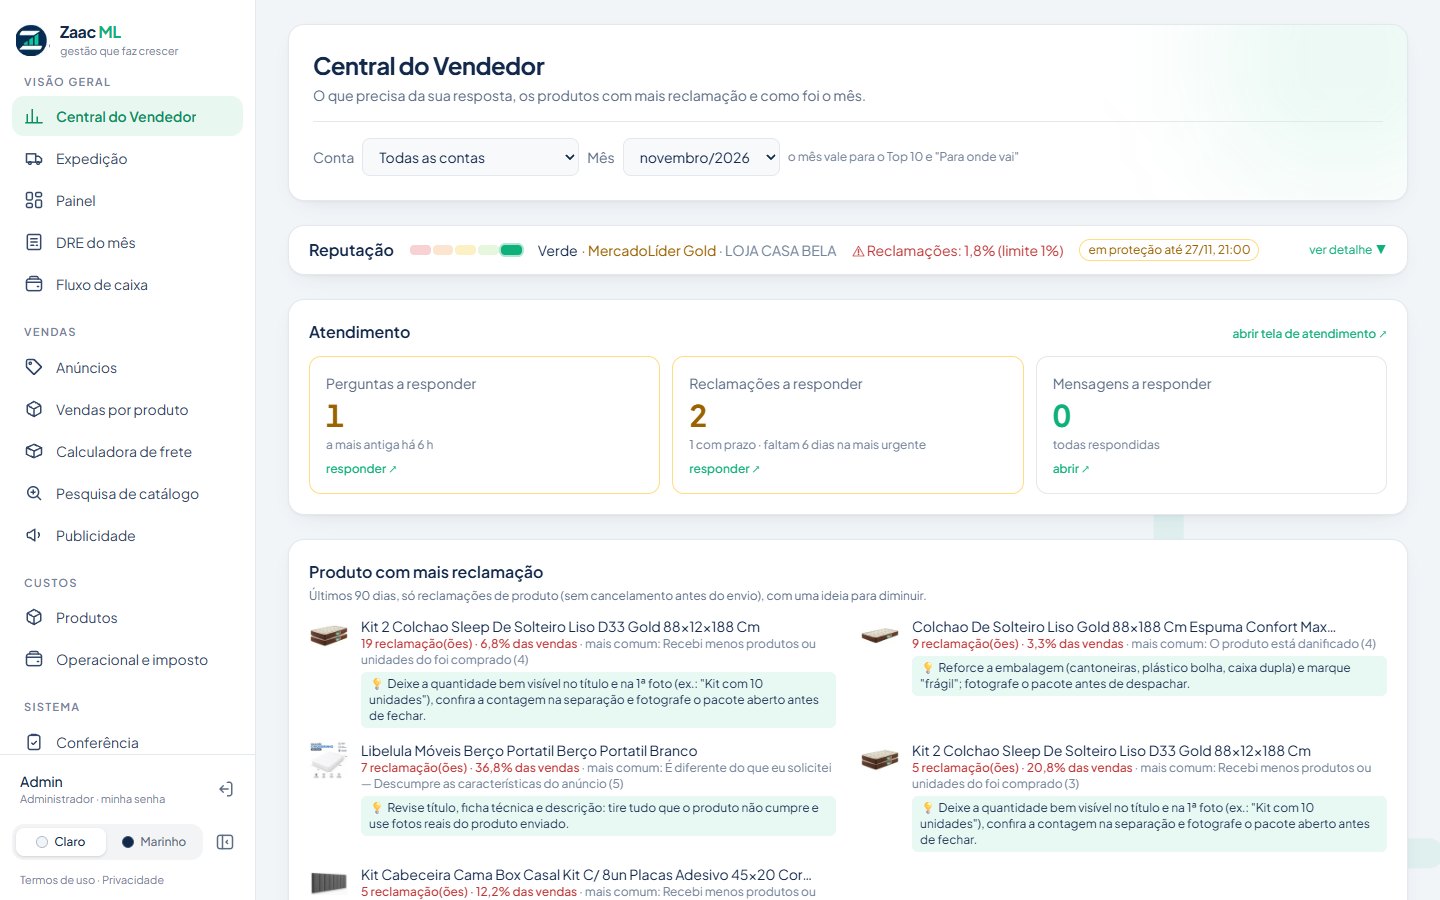 Zaac ML
gestão que faz crescer
VISÃO GERAL
Central do Vendedor
Expedição
Painel
DRE do mês
Fluxo de caixa
VENDAS
Anúncios
Vendas por produto
Calculadora de frete
Pesquisa de catálogo
Publicidade
CUSTOS
Produtos
Operacional e imposto
SISTEMA
Conferência
Admin
Administrador · minha senha
Claro
Marinho
Termos de uso · Privacidade
Central do Vendedor
O que precisa da sua resposta, os produtos com mais reclamação e como foi o mês.
Conta Todas as contas Mês novembro/2026 o mês vale para o Top 10 e "Para onde vai"
Reputação Verde · MercadoLíder Gold · LOJA CASA BELA ⚠ Reclamações: 1,8% (limite 1%) em proteção até 27/11, 21:00 ver detalhe ▼
Atendimento
abrir tela de atendimento ↗
Perguntas a responder
1
a mais antiga há 6 h
responder ↗
Reclamações a responder
2
1 com prazo · faltam 6 dias na mais urgente
responder ↗
Mensagens a responder
0
todas respondidas
abrir ↗
Produto com mais reclamação
Últimos 90 dias, só reclamações de produto (sem cancelamento antes do envio), com uma ideia para diminuir.
Kit 2 Colchao Sleep De Solteiro Liso D33 Gold 88×12×188 Cm
19 reclamação(ões) · 6,8% das vendas · mais comum: Recebi menos produtos ou
unidades do foi comprado (4)
💡 Deixe a quantidade bem visível no título e na 1ª foto (ex.: "Kit com 10
unidades"), confira a contagem na separação e fotografe o pacote aberto antes
de fechar.
Colchao De Solteiro Liso Gold 88×188 Cm Espuma Confort Max...
9 reclamação(ões) · 3,3% das vendas · mais comum: O produto está danificado (4)
💡 Reforce a embalagem (cantoneiras, plástico bolha, caixa dupla) e marque
"frágil"; fotografe o pacote antes de despachar.
Libelula Móveis Berço Portatil Berço Portatil Branco
7 reclamação(ões) · 36,8% das vendas · mais comum: É diferente do que eu solicitei
— Descumpre as características do anúncio (5)
💡 Revise título, ficha técnica e descrição: tire tudo que o produto não cumpre e
use fotos reais do produto enviado.
Kit 2 Colchao Sleep De Solteiro Liso D33 Gold 88×12×188 Cm
5 reclamação(ões) · 20,8% das vendas · mais comum: Recebi menos produtos ou
unidades do foi comprado (3)
💡 Deixe a quantidade bem visível no título e na 1ª foto (ex.: "Kit com 10
unidades"), confira a contagem na separação e fotografe o pacote aberto antes
de fechar.
Kit Cabeceira Cama Box Casal Kit C/ 8un Placas Adesivo 45×20 Cor...
5 reclamação(ões) · 12,2% das vendas · mais comum: Recebi menos produtos ou